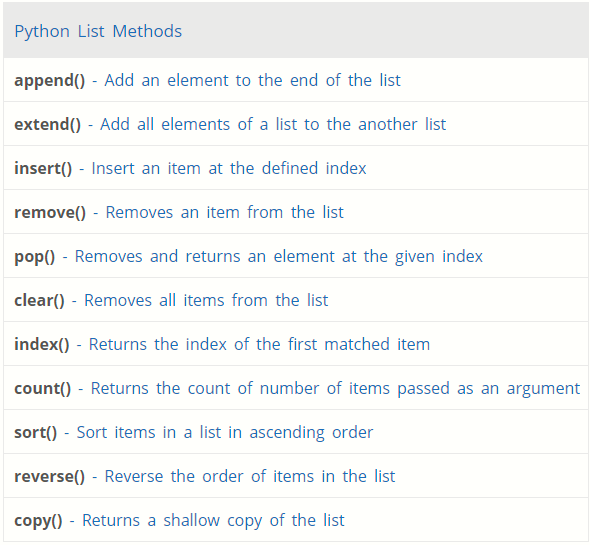 Python List Methods
append() - Add an element to the end of the list
extend() - Add all elements of a list to the another list
insert() - Insert an item at the defined index
remove() - Removes an item from the list
pop() - Removes and returns an element at the given index
clear() - Removes all items from the list
index() - Returns the index of the first matched item
count() - Returns the count of number of items passed as an argument
sort() - Sort items in a list in ascending order
reverse() - Reverse the order of items in the list
copy() - Returns a shallow copy of the list